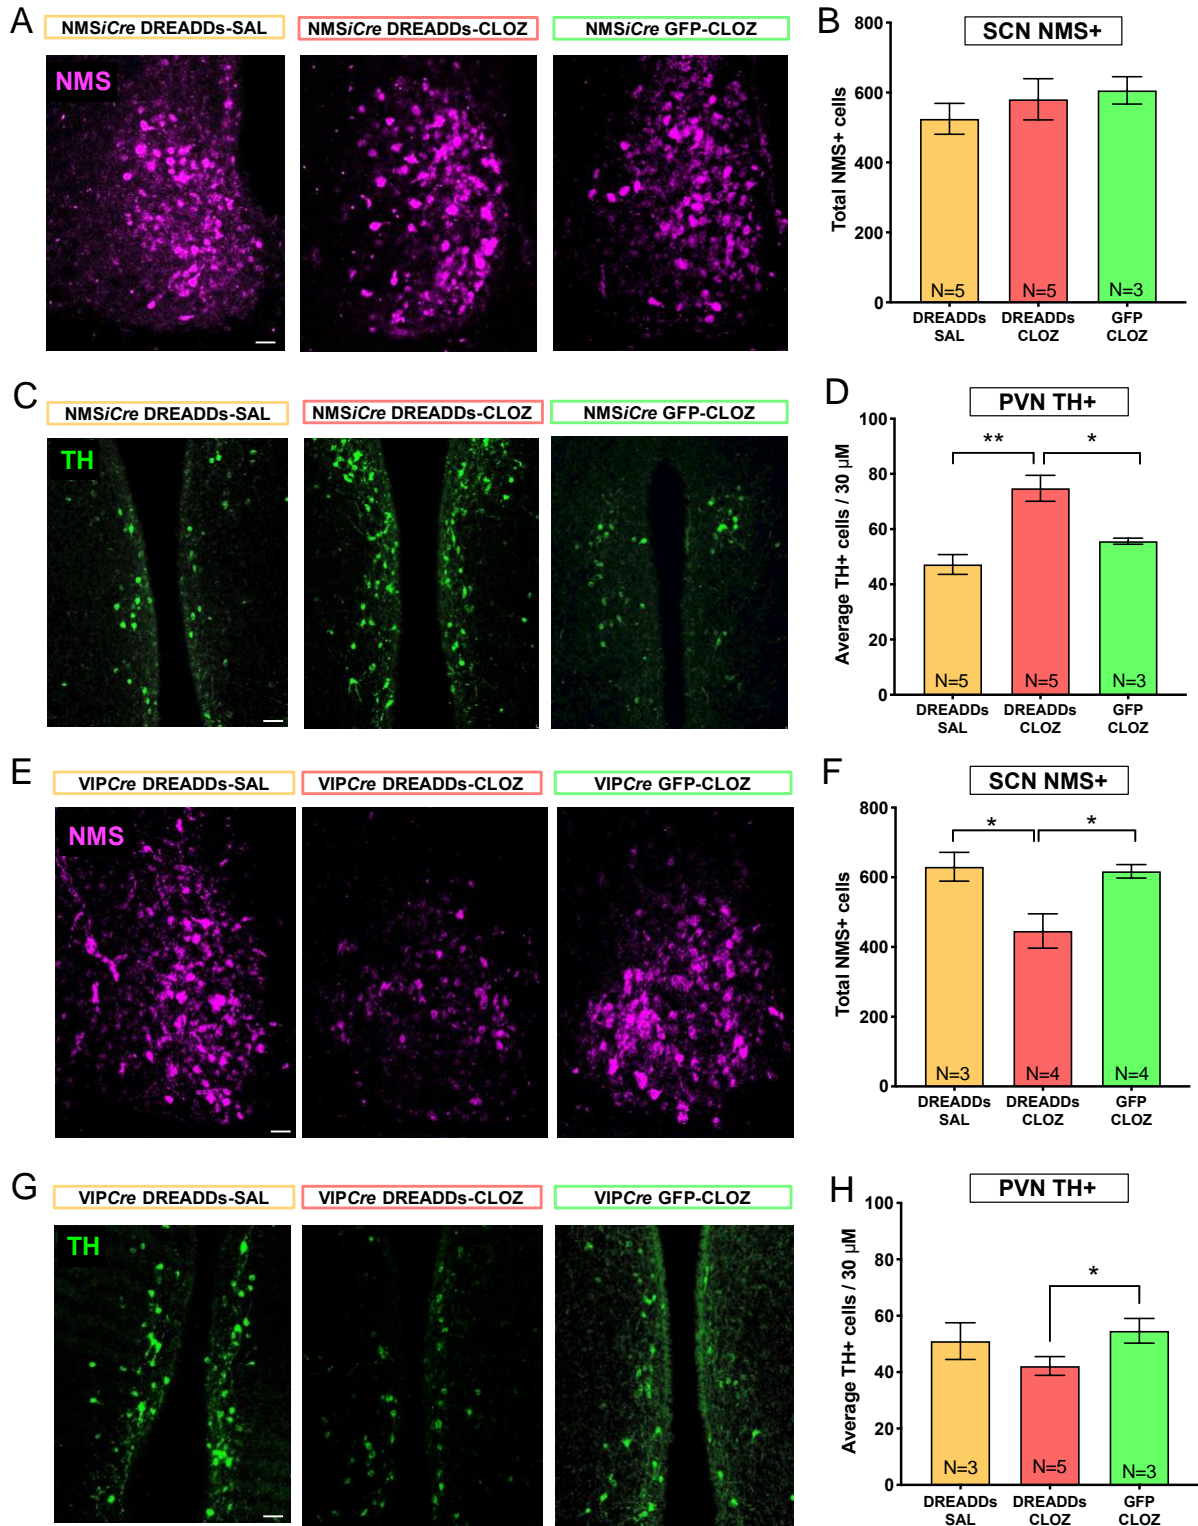 A
NMSiCre DREADDs-SAL
NMSiCre DREADDs-CLOZ
NMSiCre GFP-CLOZ
NMS
B
SCN NMS+
Total NMS+ cells
800
600
400
200
0
N=5
N=5
N=3
DREADDs
SAL
DREADDs
CLOZ
GFP
CLOZ
C
NMSiCre DREADDs-SAL
NMSiCre DREADDs-CLOZ
NMSiCre GFP-CLOZ
TH
D
PVN TH+
Average TH+ cells / 30 µM
100
80
60
40
20
0
**
*
N=5
N=5
N=3
DREADDs
SAL
DREADDs
CLOZ
GFP
CLOZ
E
VIPCre DREADDs-SAL
VIPCre DREADDs-CLOZ
VIPCre GFP-CLOZ
NMS
F
SCN NMS+
Total NMS+ cells
800
600
400
200
0
*
*
N=3
N=4
N=4
DREADDs
SAL
DREADDs
CLOZ
GFP
CLOZ
G
VIPCre DREADDs-SAL
VIPCre DREADDs-CLOZ
VIPCre GFP-CLOZ
TH
H
PVN TH+
Average TH+ cells / 30 µM
100
80
60
40
20
0
*
N=3
N=5
N=3
DREADDs
SAL
DREADDs
CLOZ
GFP
CLOZ